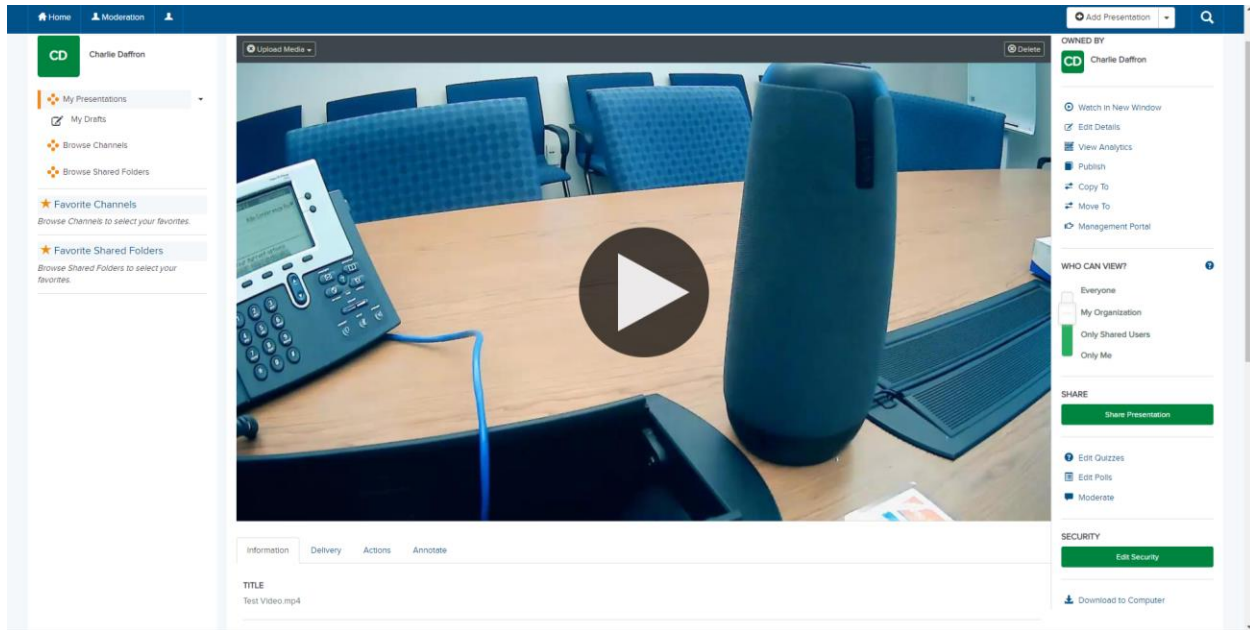 Home
Moderation
Add Presentation
CD
Charlie Daffron
My Presentations
My Drafts
Browse Channels
Browse Shared Folders
Favorite Channels
Browse Channels to select your favorites.
Favorite Shared Folders
Browse Shared Folders to select your
favorites.
Upload Media
Delete
Information
Delivery
Actions
Annotate
TITLE
Test Video.mp4
OWNED BY
CD
Charlie Daffron
Watch in New Window
Edit Details
View Analytics
Publish
Copy To
Move To
Management Portal
WHO CAN VIEW?
Everyone
My Organization
Only Shared Users
Only Me
SHARE
Share Presentation
Edit Quizzes
Edit Polls
Moderate
SECURITY
Edit Security
Download to Computer